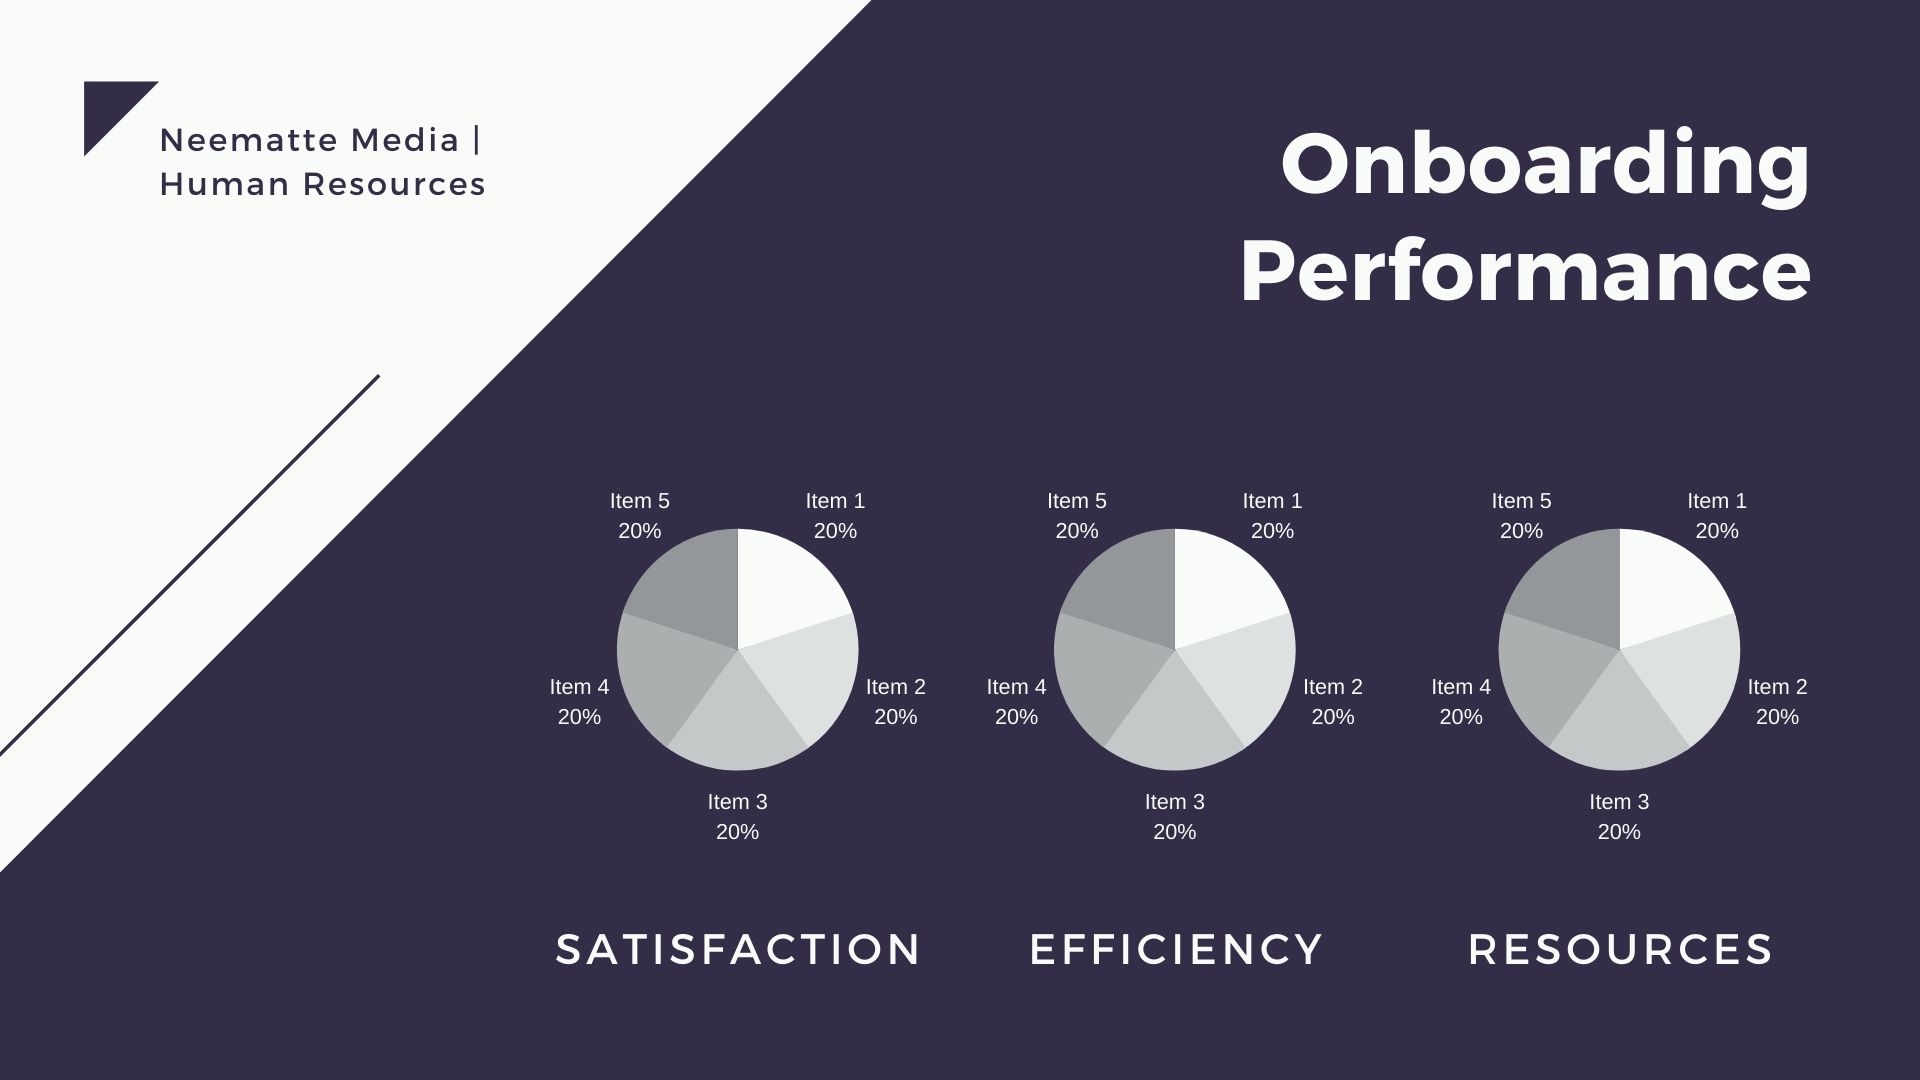 Neematte Media |
Human Resources
Onboarding
Performance
Item 5
20%
Item 1
20%
Item 4
20%
Item 2
20%
Item 3
20%
SATISFACTION
Item 5
20%
Item 1
20%
Item 4
20%
Item 2
20%
Item 3
20%
EFFICIENCY
Item 5
20%
Item 1
20%
Item 4
20%
Item 2
20%
Item 3
20%
RESOURCES